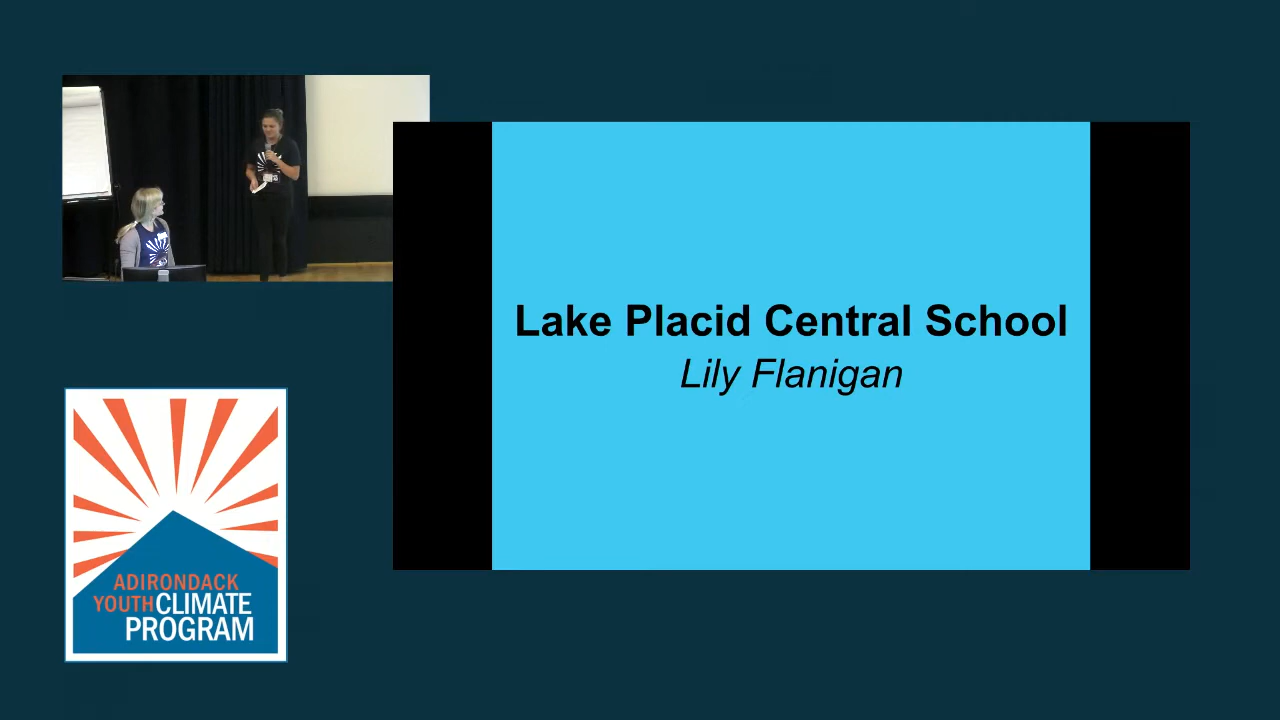 Lake Placid Central School
Lily Flanigan
ADIRONDACK
YOUTH CLIMATE
PROGRAM